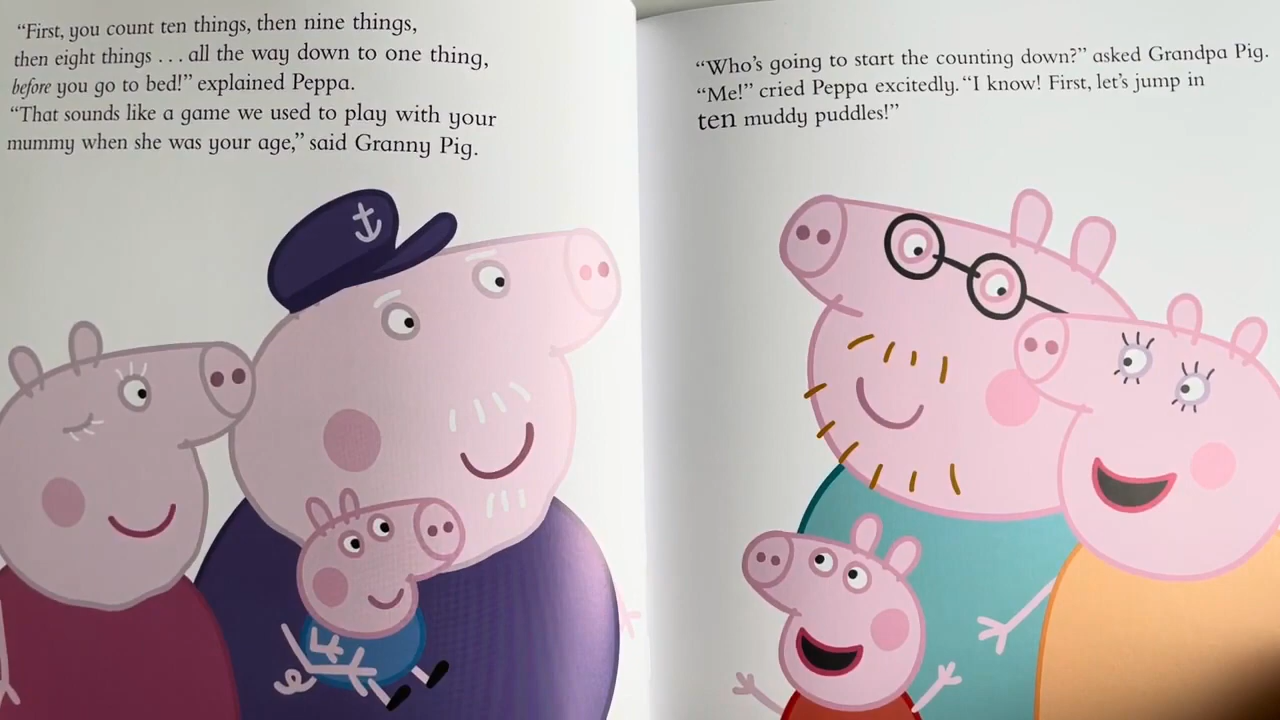 “First, you count ten things, then nine things,
then eight things . . . all the way down to one thing,
before you go to bed!” explained Peppa.
“That sounds like a game we used to play with your
mummy when she was your age,” said Granny Pig.
“Who’s going to start the counting down?” asked Grandpa Pig.
“Me!” cried Peppa excitedly. “I know! First, let’s jump in
ten muddy puddles!”